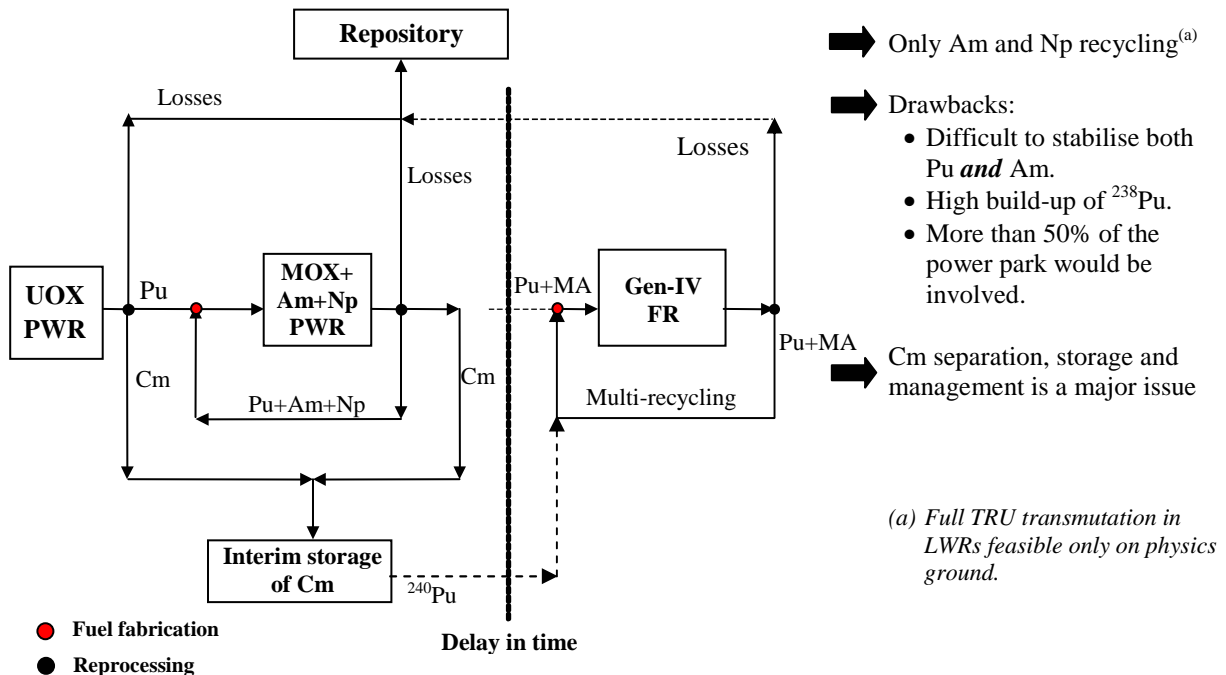 Repository
Losses
Losses
Losses
UOX
PWR
Pu
MOX+
Am+Np
PWR
Pu+MA
Gen-IV
FR
Pu+MA
Cm
Cm
Pu+Am+Np
Multi-recycling
Interim storage
of Cm
²⁴⁰Pu
Delay in time
Fuel fabrication
Reprocessing
Only Am and Np recycling⁽ᵃ⁾
Drawbacks:
• Difficult to stabilise both
Pu and Am.
• High build-up of ²³⁸Pu.
• More than 50% of the
power park would be
involved.
Cm separation, storage and
management is a major issue
(a) Full TRU transmutation in
LWRs feasible only on physics
ground.